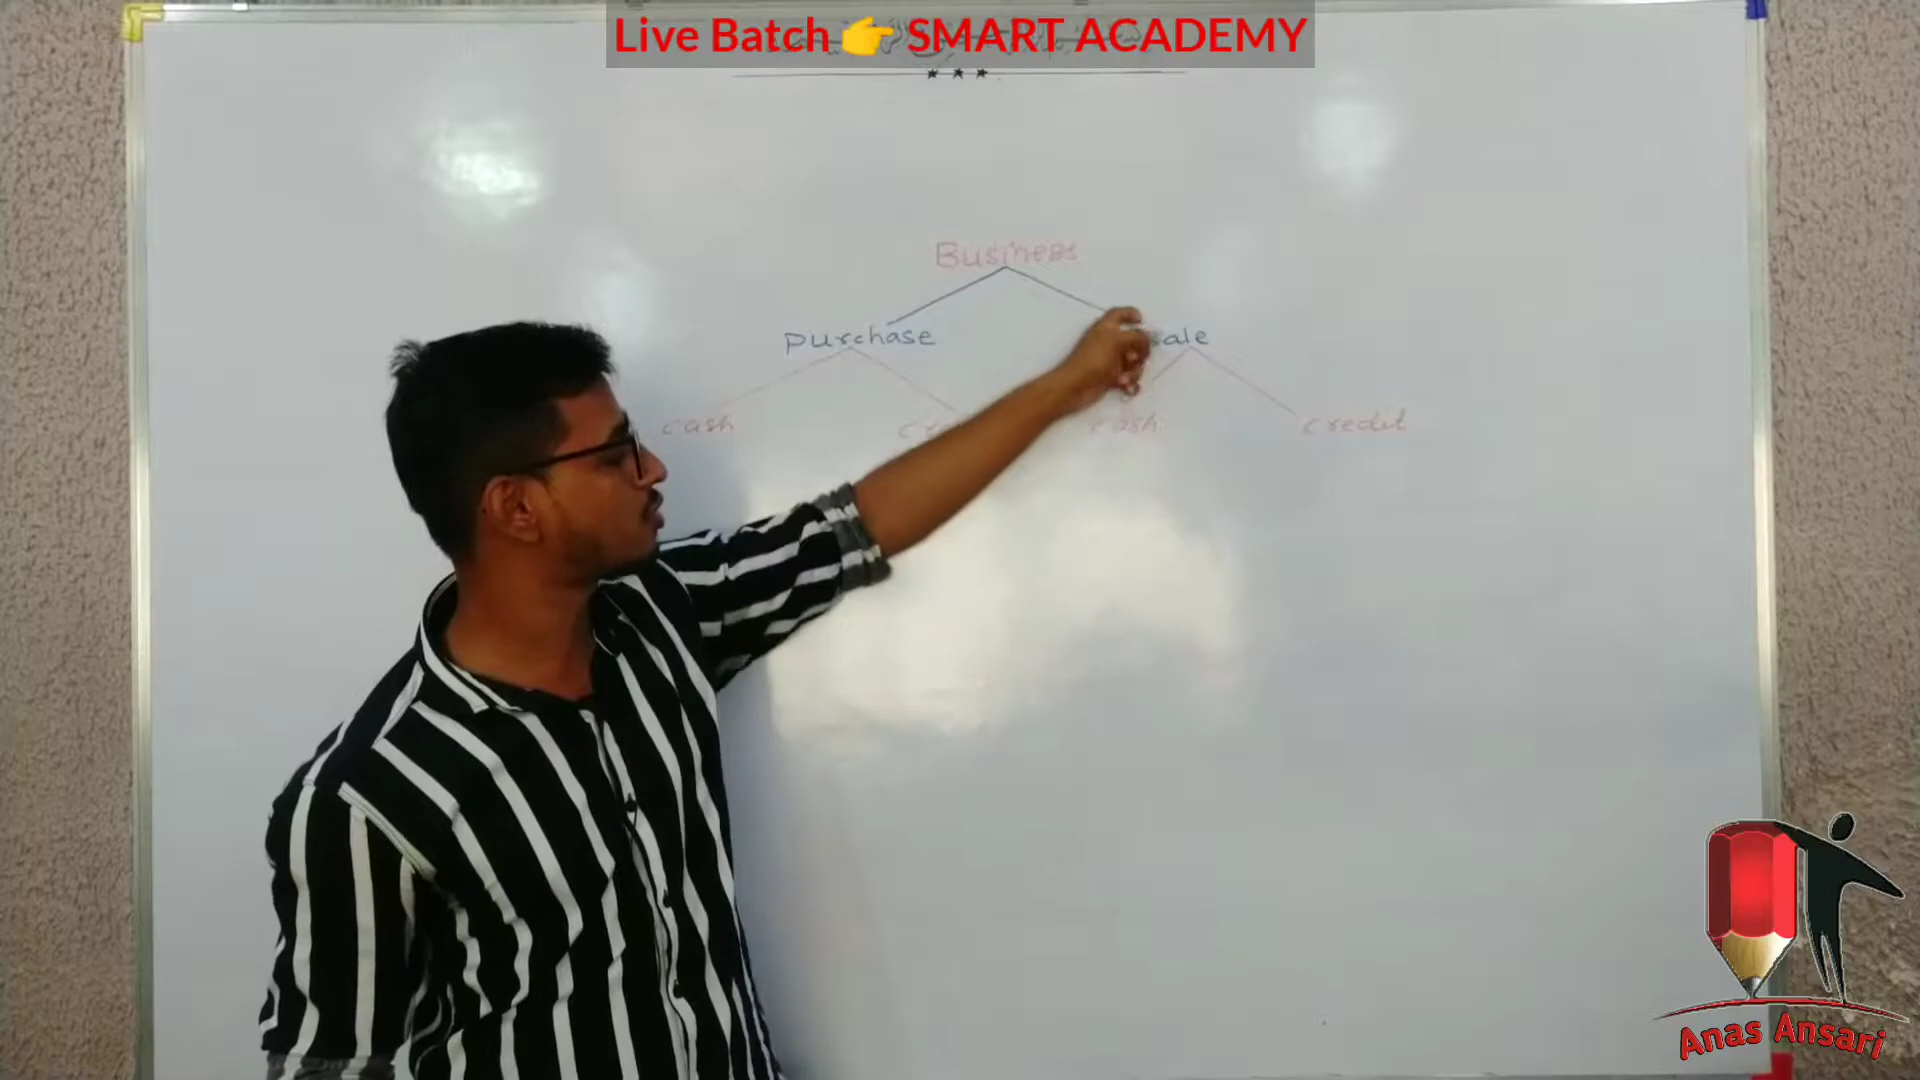 Live Batch 👉 SMART ACADEMY
★ ★ ★
Business
purchase sale
cash cash credit
Anas Ansari